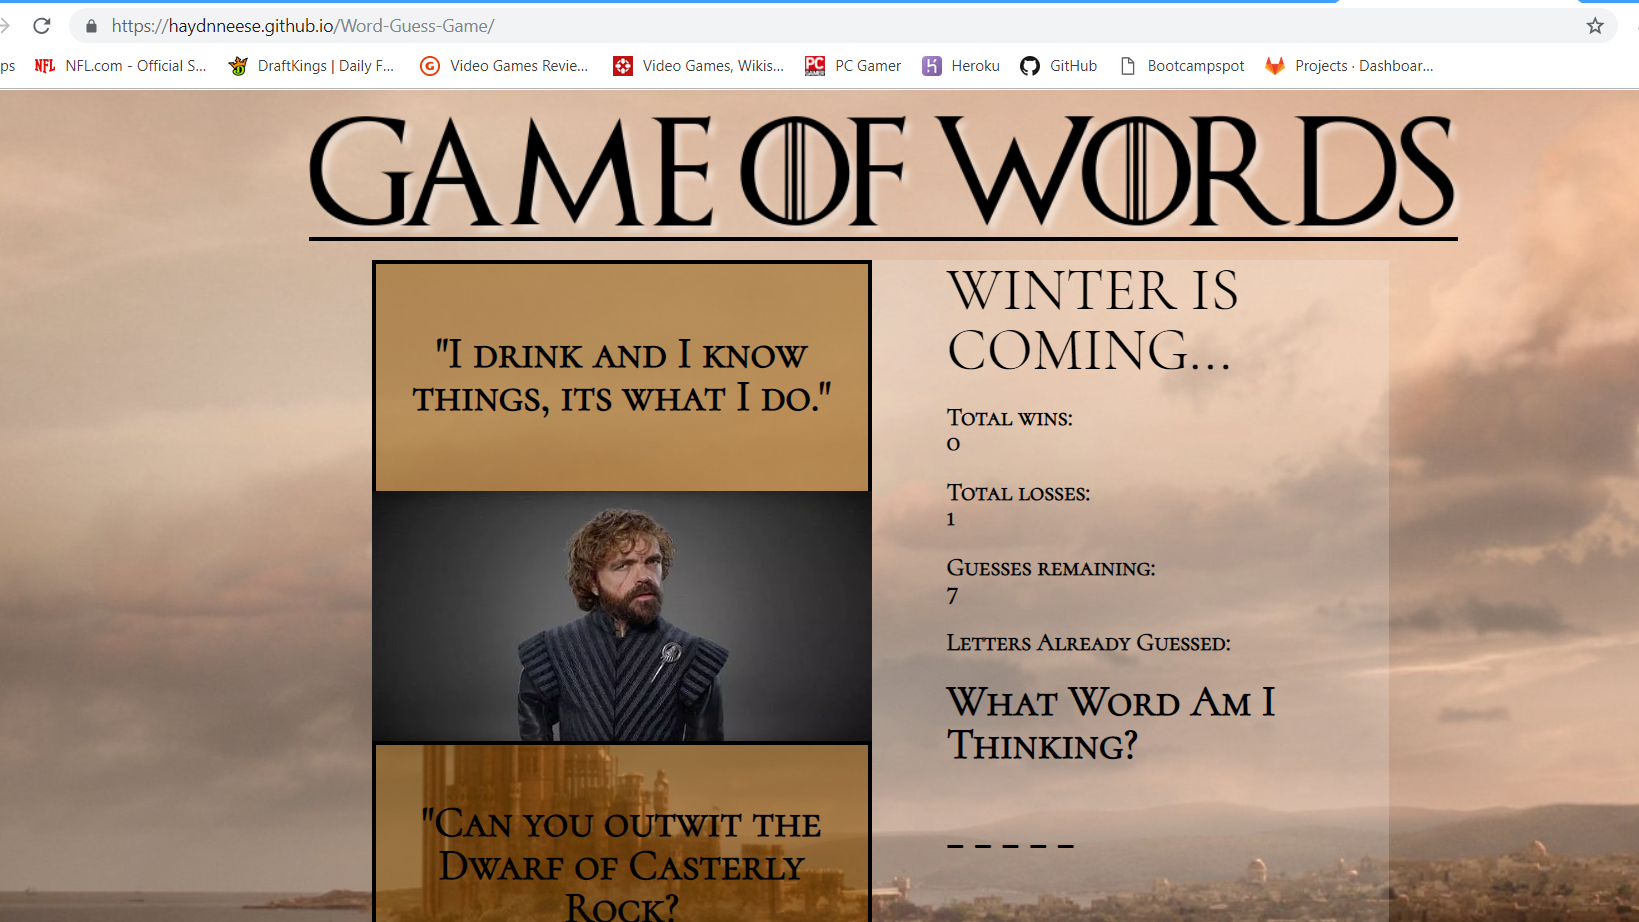 https://haydnneese.github.io/Word-Guess-Game/
ps NFL NFL.com - Official S... DraftKings | Daily F... G Video Games Revie... Video Games, Wikis... PC GAMER PC Gamer H Heroku GitHub Bootcampspot Projects · Dashboar...
GAME OF WORDS
"I drink and I know
things, its what I do."
"Can you outwit the
Dwarf of Casterly
Rock?
WINTER IS
COMING...
Total wins:
0
Total losses:
1
Guesses remaining:
7
Letters Already Guessed:
What Word Am I
Thinking?
_ _ _ _ _